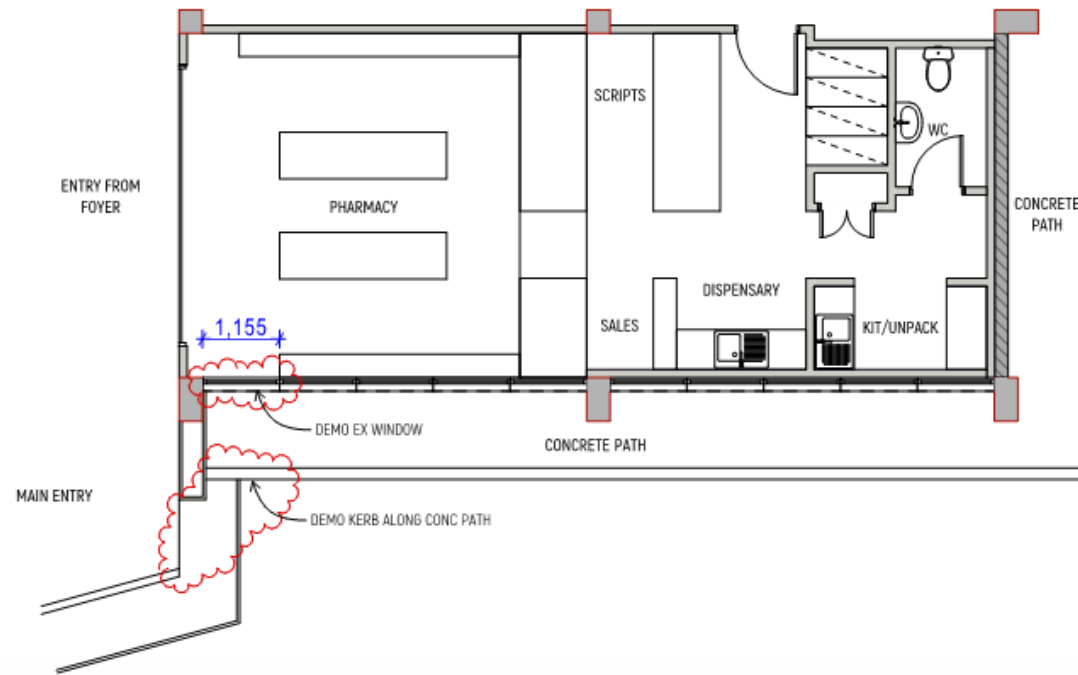 SCRIPTS
WC
ENTRY FROM
FOYER
PHARMACY
CONCRETE
PATH
DISPENSARY
1,155
SALES
KIT/UNPACK
DEMO EX WINDOW
CONCRETE PATH
MAIN ENTRY
DEMO KERB ALONG CONC PATH